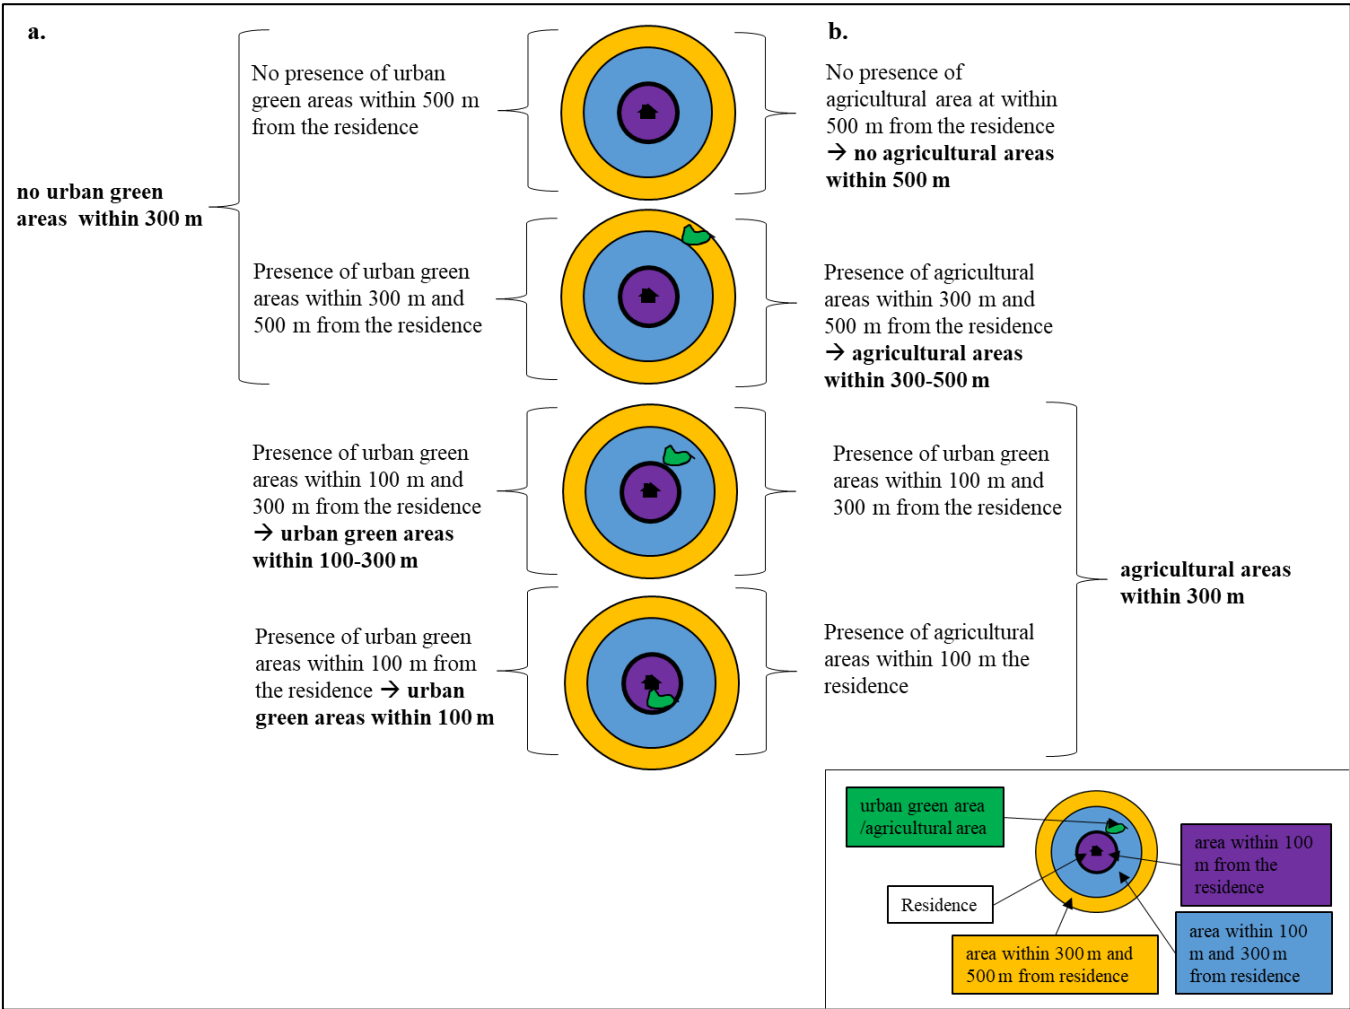 a.
No presence of urban
green areas within 500 m
from the residence
no urban green
areas within 300 m
Presence of urban green
areas within 300 m and
500 m from the residence
Presence of urban green
areas within 100 m and
300 m from the residence
→ urban green areas
within 100-300 m
Presence of urban green
areas within 100 m from
the residence → urban
green areas within 100 m
b.
No presence of
agricultural area at within
500 m from the residence
→ no agricultural areas
within 500 m
Presence of agricultural
areas within 300 m and
500 m from the residence
→ agricultural areas
within 300-500 m
Presence of urban green
areas within 100 m and
300 m from the residence
agricultural areas
within 300 m
Presence of agricultural
areas within 100 m the
residence
urban green area
/agricultural area
area within 100
m from the
residence
Residence
area within 300 m and
500 m from residence
area within 100
m and 300 m
from residence